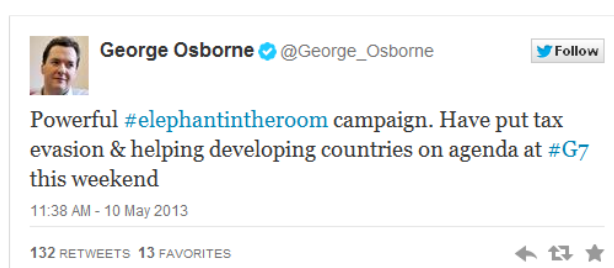 George Osborne @George_Osborne
Follow
Powerful #elephantintheroom campaign. Have put tax
evasion & helping developing countries on agenda at #G7
this weekend
11:38 AM - 10 May 2013
132 RETWEETS 13 FAVORITES